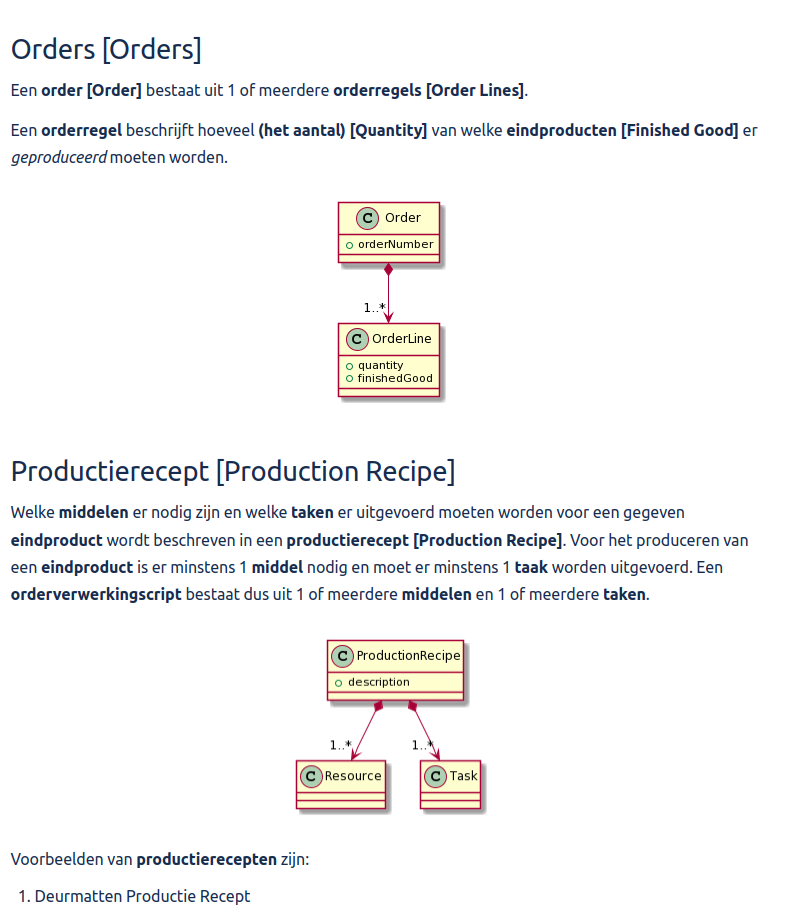 Orders [Orders]
Een order [Order] bestaat uit 1 of meerdere orderregels [Order Lines].
Een orderregel beschrijft hoeveel (het aantal) [Quantity] van welke eindproducten [Finished Good] er
geproduceerd moeten worden.
C Order
orderNumber
1..*
C OrderLine
quantity
finishedGood
Productierecept [Production Recipe]
Welke middelen er nodig zijn en welke taken er uitgevoerd moeten worden voor een gegeven
eindproduct wordt beschreven in een productierecept [Production Recipe]. Voor het produceren van
een eindproduct is er minstens 1 middel nodig en moet er minstens 1 taak worden uitgevoerd. Een
orderverwerkingscript bestaat dus uit 1 of meerdere middelen en 1 of meerdere taken.
C ProductionRecipe
description
1..* 1..*
C Resource C Task
Voorbeelden van productierecepten zijn:
1. Deurmatten Productie Recept